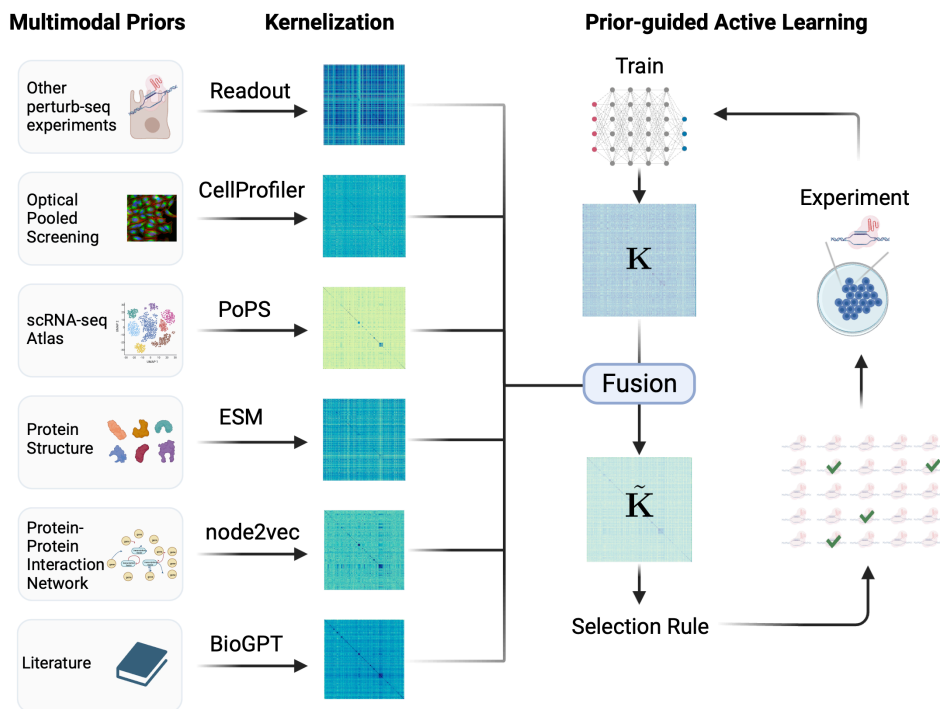 Multimodal Priors
Kernelization
Prior-guided Active Learning
Other
perturb-seq
experiments
Readout
Optical
Pooled
Screening
CellProfiler
scRNA-seq
Atlas
PoPS
Protein
Structure
ESM
Protein-
Protein
Interaction
Network
node2vec
Literature
BioGPT
Train
K
Fusion
K̃
Selection Rule
Experiment